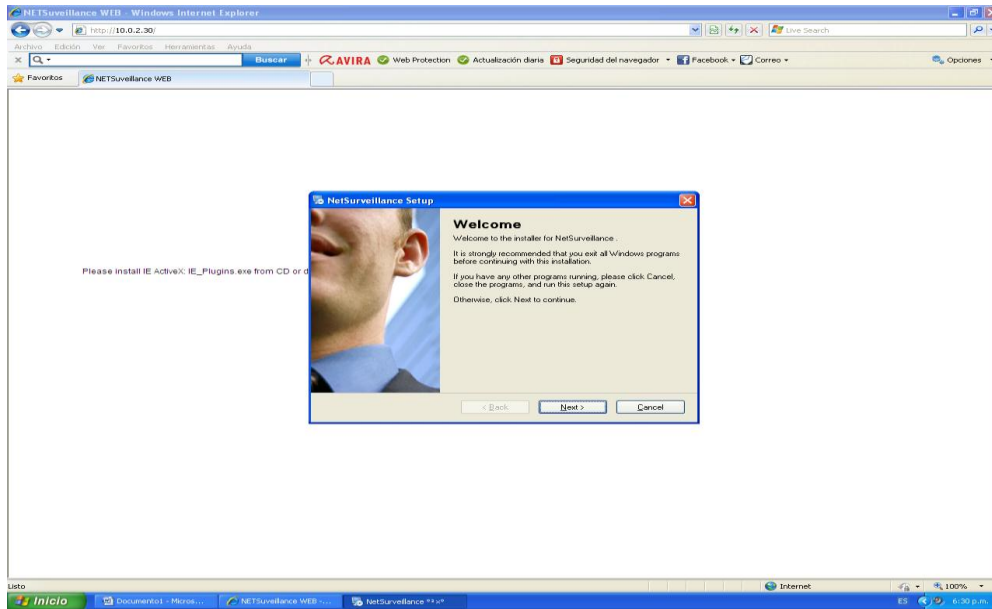 NETSuveillance WEB - Windows Internet Explorer
http://10.0.2.30/
Live Search
Archivo Edición Ver Favoritos Herramientas Ayuda
Buscar
AVIRA Web Protection Actualización diaria Seguridad del navegador Facebook Correo Opciones
Favoritos NETSuveillance WEB
NetSurveillance Setup
Welcome
Welcome to the installer for NetSurveillance .
It is strongly recommended that you exit all Windows programs
before continuing with this installation.
If you have any other programs running, please click Cancel,
close the programs, and run this setup again.
Otherwise, click Next to continue.
Please install IE ActiveX: IE_Plugins.exe from CD or d
< Back Next > Cancel
Listo Internet 100%
Inicio Documento1 - Micros... NETSuveillance WEB -... NetSurveillance ES 6:30 p.m.